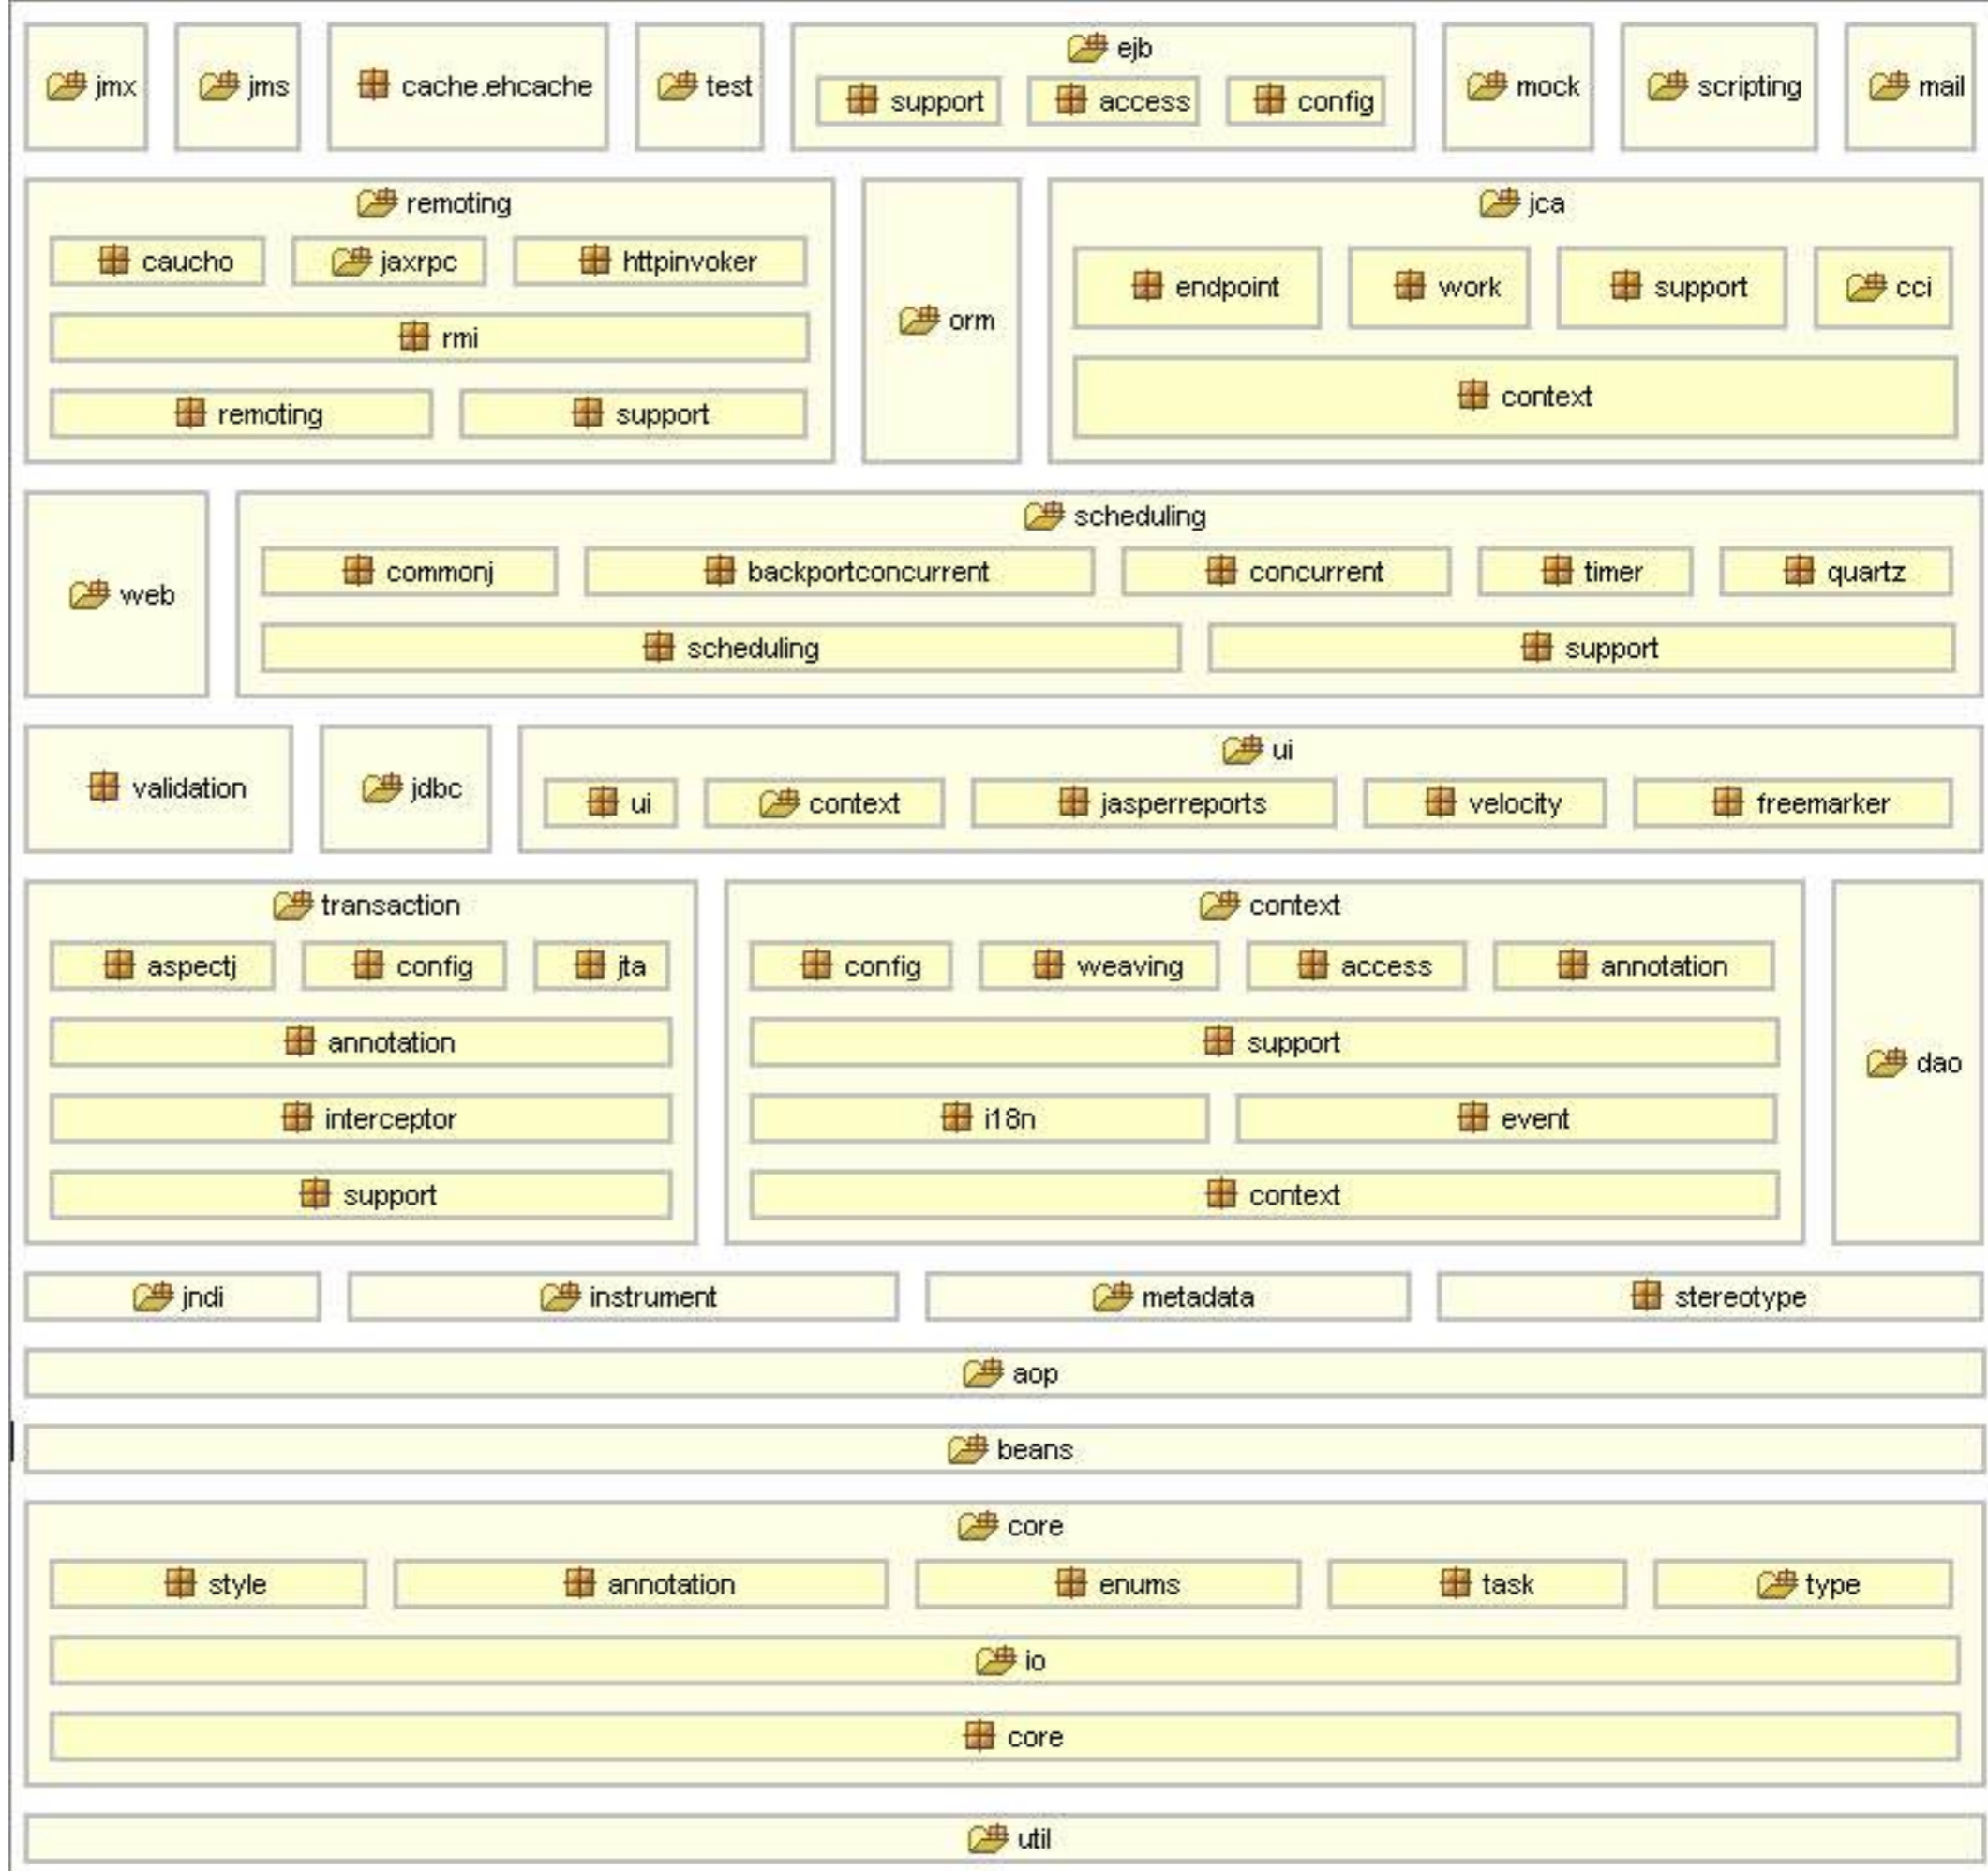 jmx
jms
cache.ehcache
test
ejb
support
access
config
mock
scripting
mail
remoting
caucho
jaxrpc
httpinvoker
rmi
remoting
support
orm
jca
endpoint
work
support
cci
context
web
scheduling
commonj
backportconcurrent
concurrent
timer
quartz
scheduling
support
validation
jdbc
ui
ui
context
jasperreports
velocity
freemarker
transaction
aspectj
config
jta
annotation
interceptor
support
context
config
weaving
access
annotation
support
i18n
event
context
dao
jndi
instrument
metadata
stereotype
aop
beans
core
style
annotation
enums
task
type
io
core
util